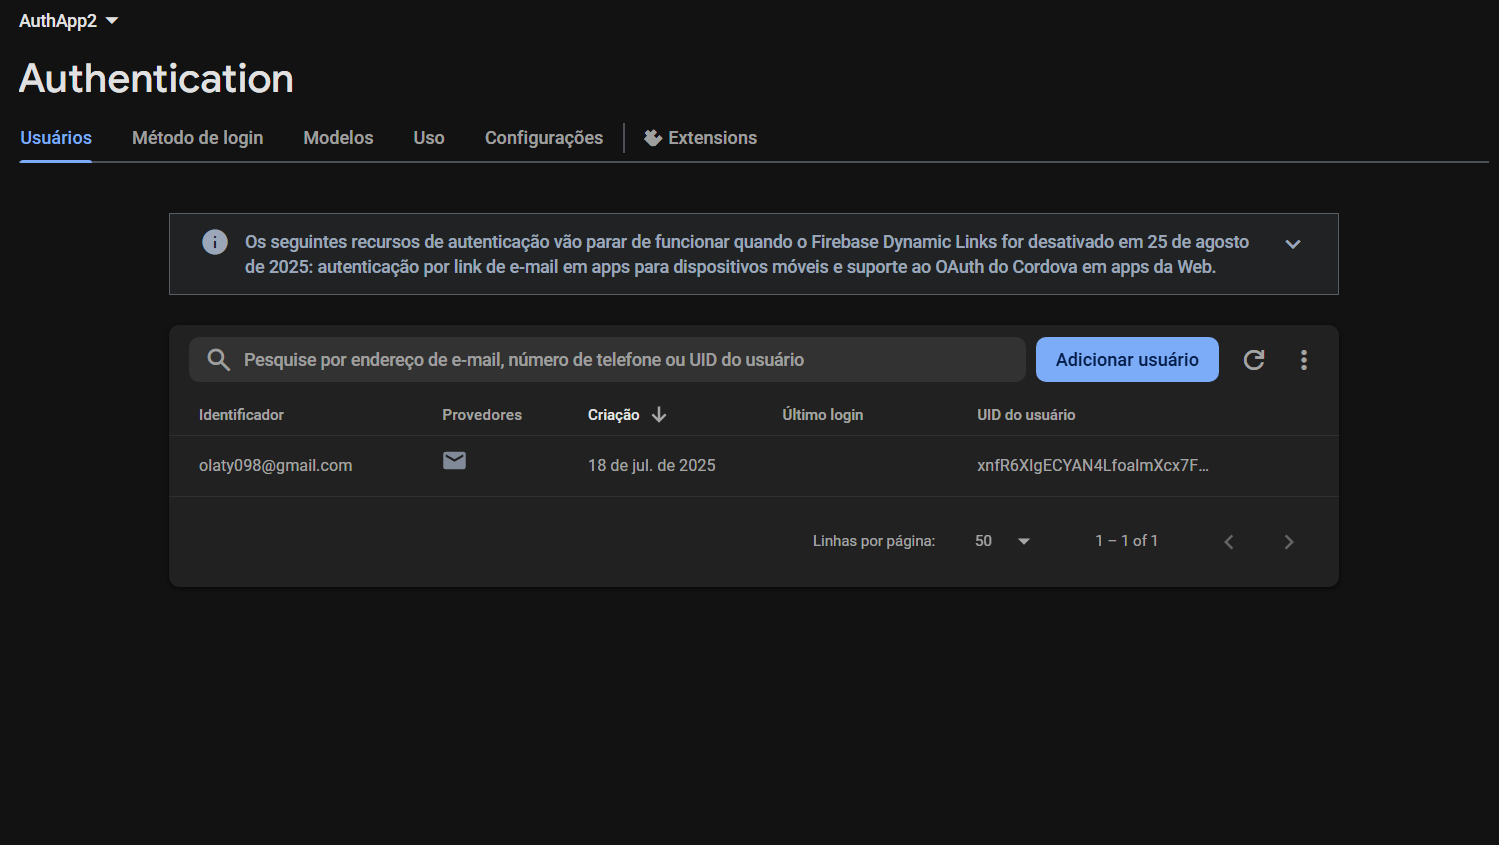 AuthApp2
Authentication
Usuários Método de login Modelos Uso Configurações Extensions
Os seguintes recursos de autenticação vão parar de funcionar quando o Firebase Dynamic Links for desativado em 25 de agosto
de 2025: autenticação por link de e-mail em apps para dispositivos móveis e suporte ao OAuth do Cordova em apps da Web.
Pesquise por endereço de e-mail, número de telefone ou UID do usuário Adicionar usuário
Identificador Provedores Criação Último login UID do usuário
olaty098@gmail.com 18 de jul. de 2025 xnfR6XIgECYAN4LfoalmXcx7F...
Linhas por página: 50 1 – 1 of 1